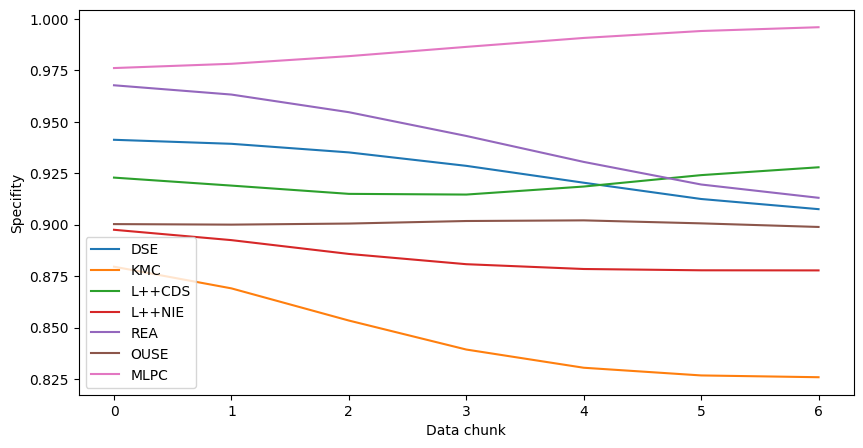 1.000
0.975
0.950
0.925
0.900
0.875
0.850
0.825
Specifity
DSE
KMC
L++CDS
L++NIE
REA
OUSE
MLPC
0 1 2 3 4 5 6
Data chunk